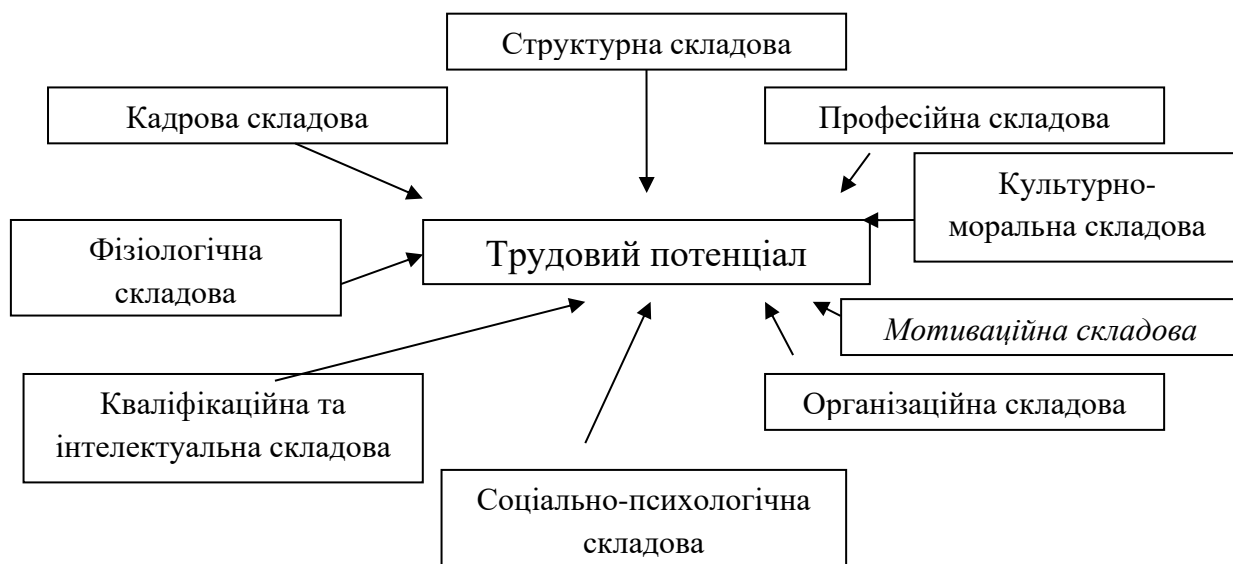 Структурна складова
Кадрова складова
Професійна складова
Культурно-
моральна складова
Фізіологічна
складова
Трудовий потенціал
Мотиваційна складова
Кваліфікаційна та
інтелектуальна складова
Організаційна складова
Соціально-психологічна
складова